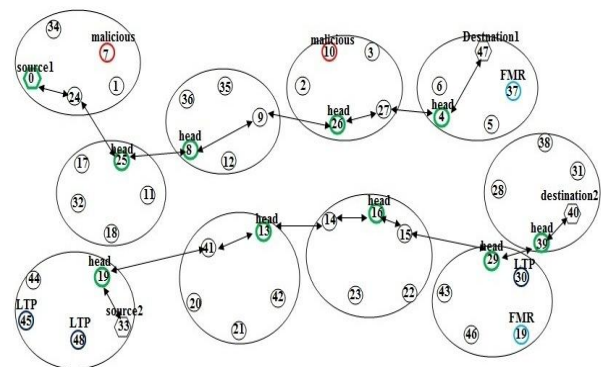 34
malicious
7
source1
0
24
1
36
35
head
8
9
12
malicious
10
3
2
head
26
27
Destnation1
47
6
FMR
37
head
4
5
17
head
25
32
11
18
38
31
28
destination2
40
head
39
head
19
44
LTP
45
LTP
48
source2
33
41
head
13
20
42
21
14
head
16
15
23
22
head
29
LTP
30
43
FMR
46
19